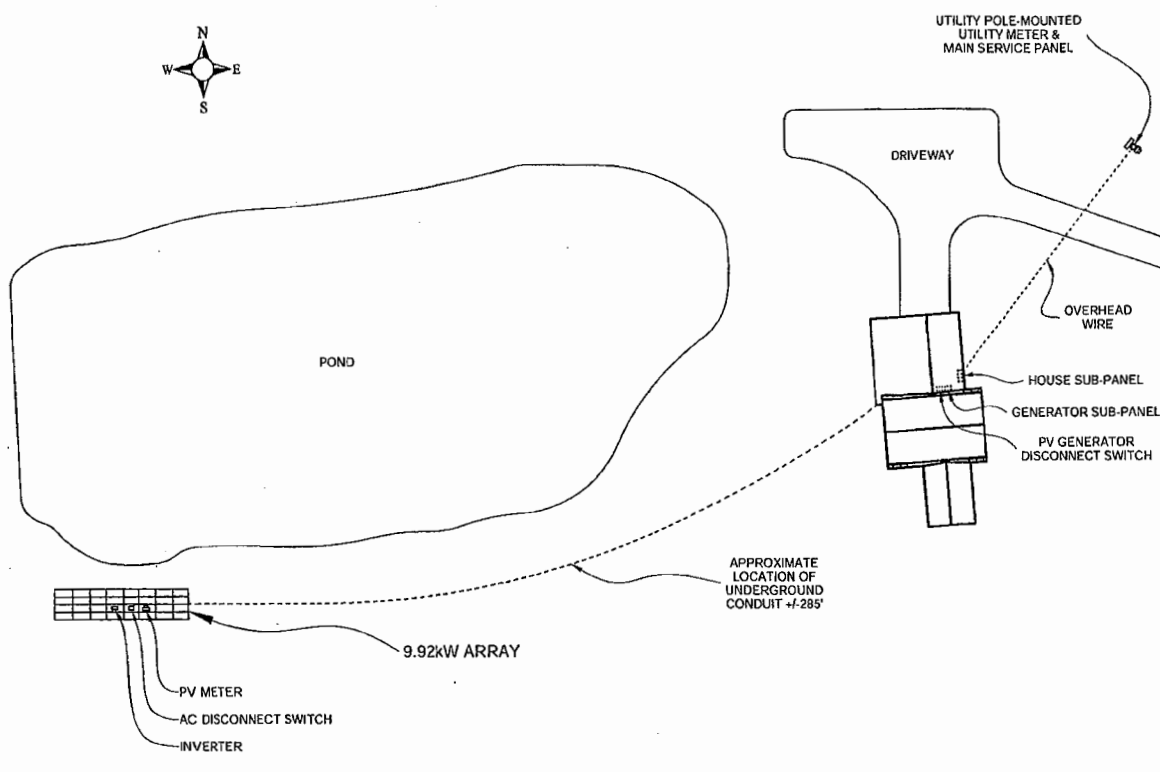 UTILITY POLE-MOUNTED
UTILITY METER &
MAIN SERVICE PANEL
N
W
E
S
DRIVEWAY
OVERHEAD
WIRE
POND
HOUSE SUB-PANEL
GENERATOR SUB-PANEL
PV GENERATOR
DISCONNECT SWITCH
APPROXIMATE
LOCATION OF
UNDERGROUND
CONDUIT +/-285'
9.92kW ARRAY
PV METER
AC DISCONNECT SWITCH
INVERTER